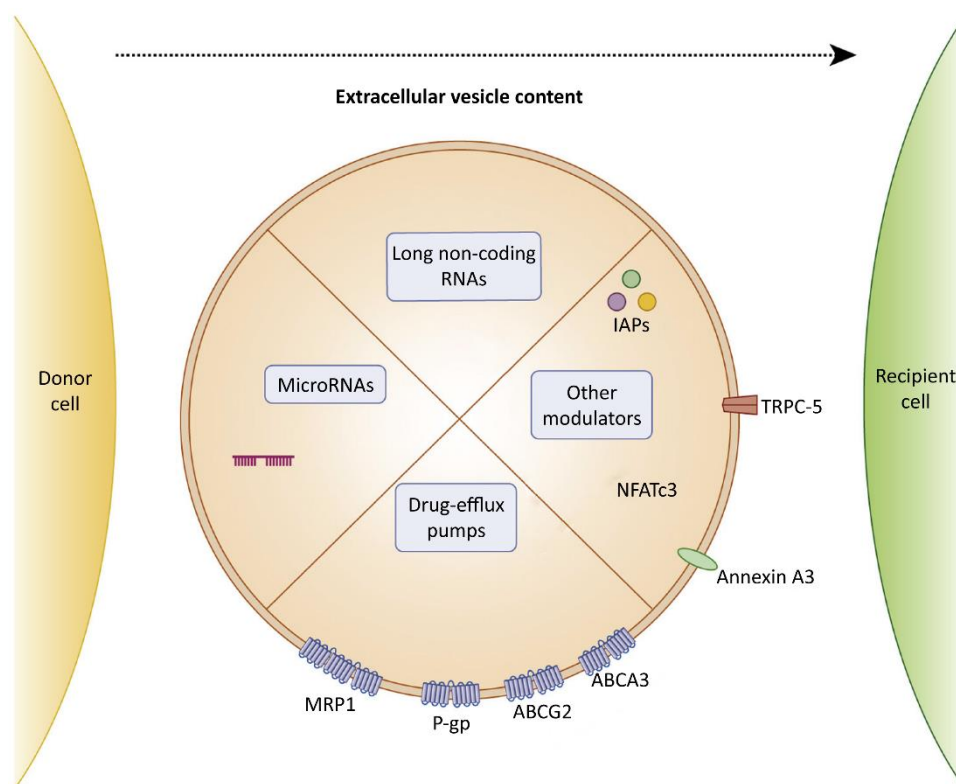 Extracellular vesicle content
Long non-coding
RNAs
IAPs
Donor
cell
MicroRNAs
Other
modulators
TRPC-5
Recipient
cell
NFATc3
Drug-efflux
pumps
Annexin A3
MRP1
P-gp
ABCG2
ABCA3